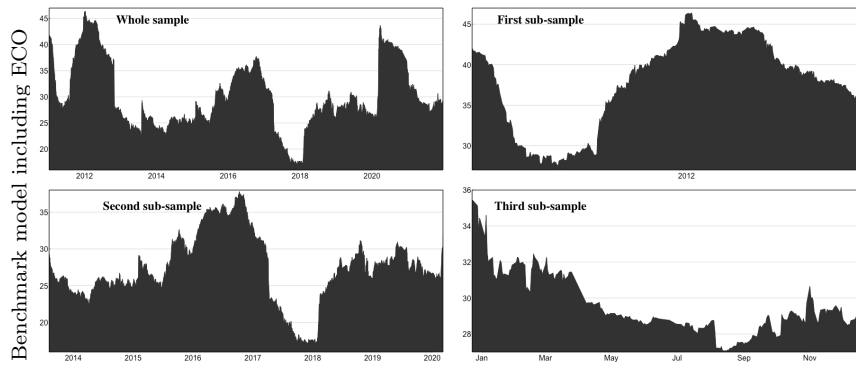 Benchmark model including ECO
Whole sample
45
40
35
30
25
20
2012
2014
2016
2018
2020
First sub-sample
45
40
35
30
2012
Second sub-sample
35
30
25
20
2014
2015
2016
2017
2018
2019
2020
Third sub-sample
36
34
32
30
28
Jan
Mar
May
Jul
Sep
Nov